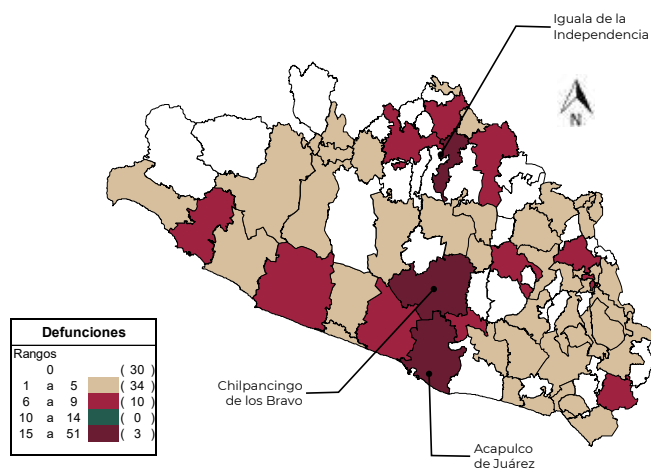 Iguala de la
Independencia
N
Defunciones
Rangos
0 ( 30 )
1 a 5 ( 34 )
6 a 9 ( 10 )
10 a 14 ( 0 )
15 a 51 ( 3 )
Chilpancingo
de los Bravo
Acapulco
de Juárez